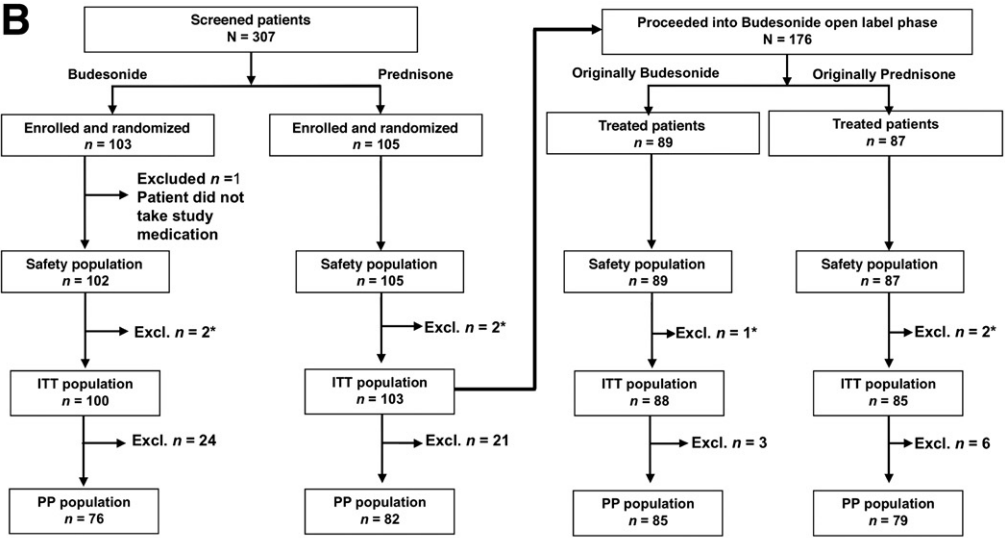 B
Screened patients
N = 307
Budesonide
Prednisone
Enrolled and randomized
n = 103
Enrolled and randomized
n = 105
Excluded n =1
Patient did not
take study
medication
Safety population
n = 102
Safety population
n = 105
Excl. n = 2*
Excl. n = 2*
ITT population
n = 100
ITT population
n = 103
Excl. n = 24
Excl. n = 21
PP population
n = 76
PP population
n = 82
Proceeded into Budesonide open label phase
N = 176
Originally Budesonide
Originally Prednisone
Treated patients
n = 89
Treated patients
n = 87
Safety population
n = 89
Safety population
n = 87
Excl. n = 1*
Excl. n = 2*
ITT population
n = 88
ITT population
n = 85
Excl. n = 3
Excl. n = 6
PP population
n = 85
PP population
n = 79